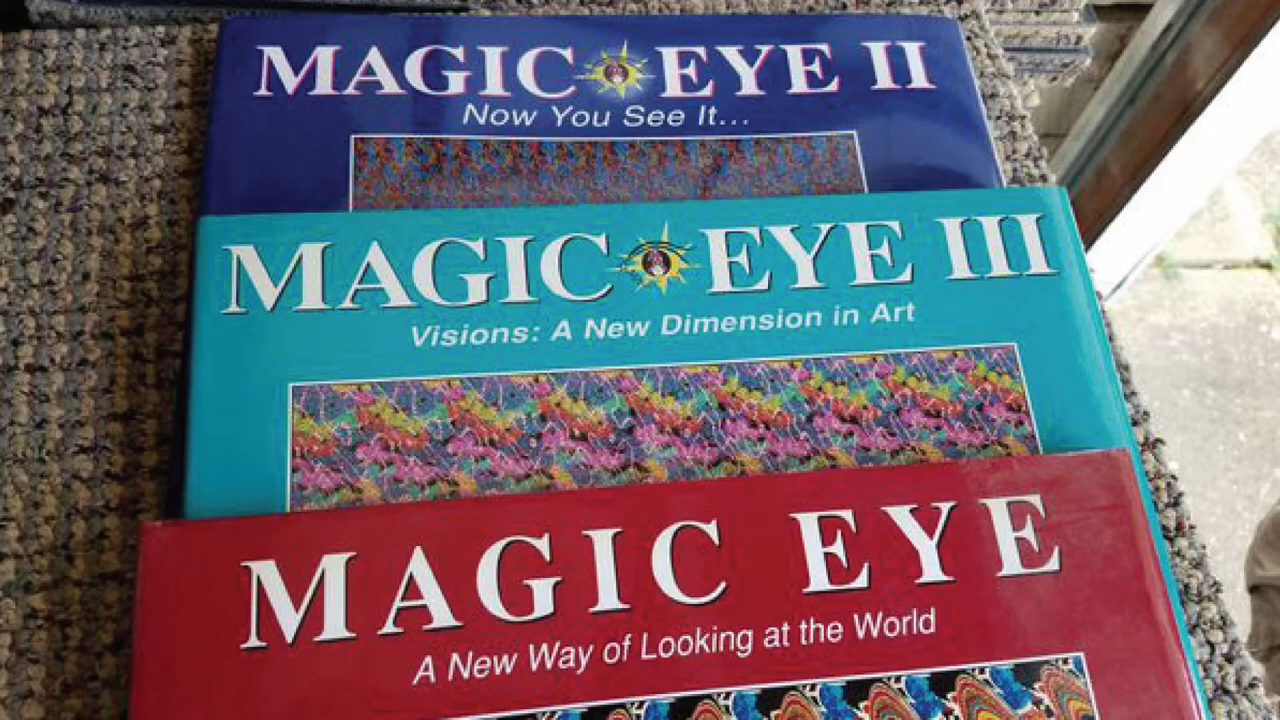 MAGIC EYE II
Now You See It...
MAGIC EYE III
Visions: A New Dimension in Art
MAGIC EYE
A New Way of Looking at the World